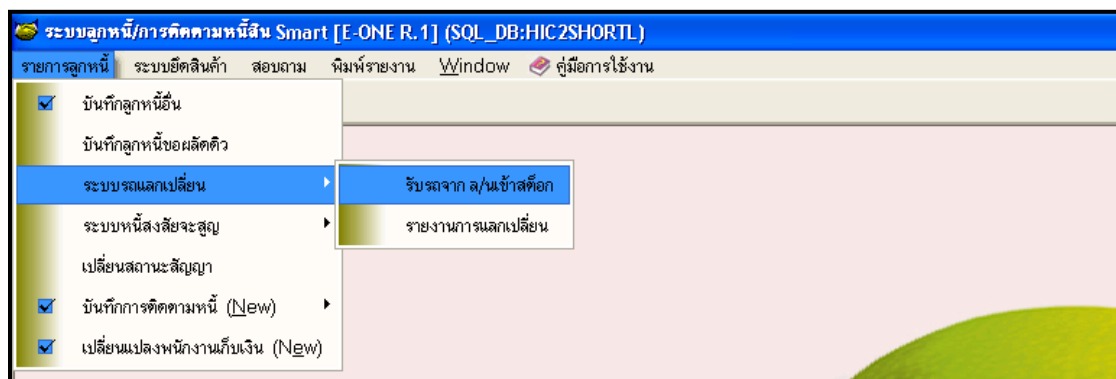 ระบบลูกหนี้/การติดตามหนี้สิน Smart [E-ONE R.1] (SQL_DB:HIC2SHORTL)
รายการลูกหนี้ ระบบยึดสินค้า สอบถาม พิมพ์รายงาน Window คู่มือการใช้งาน
บันทึกลูกหนี้อื่น
บันทึกลูกหนี้ขอผลัดดิว
ระบบรถแลกเปลี่ยน
รับรถจาก ล/นเข้าสต็อก
ระบบหนี้สงสัยจะสูญ
รายงานการแลกเปลี่ยน
เปลี่ยนสถานะสัญญา
บันทึกการติดตามหนี้ (New)
เปลี่ยนแปลงพนักงานเก็บเงิน (New)